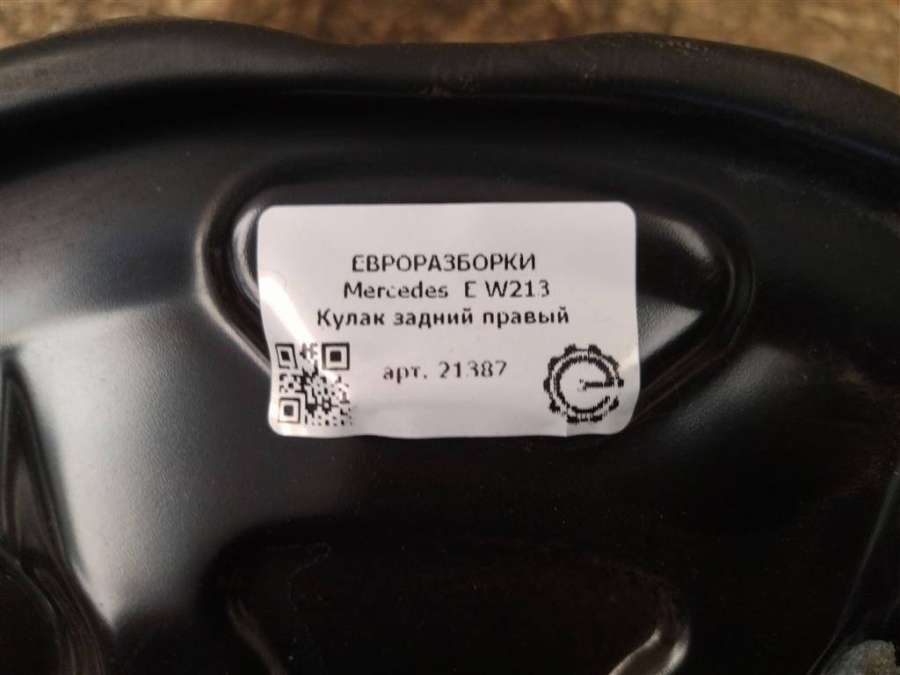 ЕВРОРАЗБОРКИ
Mercedes E W213
Кулак задний правый
арт. 21387